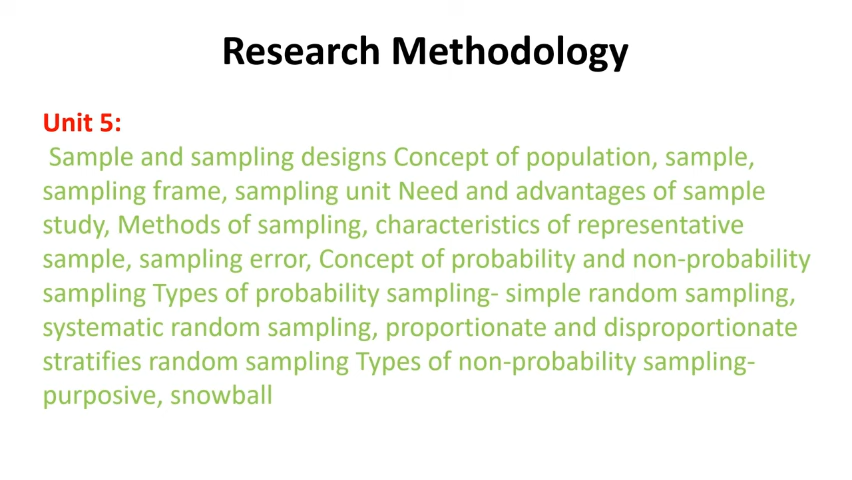 Research Methodology
Unit 5:
Sample and sampling designs Concept of population, sample,
sampling frame, sampling unit Need and advantages of sample
study, Methods of sampling, characteristics of representative
sample, sampling error, Concept of probability and non-probability
sampling Types of probability sampling- simple random sampling,
systematic random sampling, proportionate and disproportionate
stratifies random sampling Types of non-probability sampling-
purposive, snowball